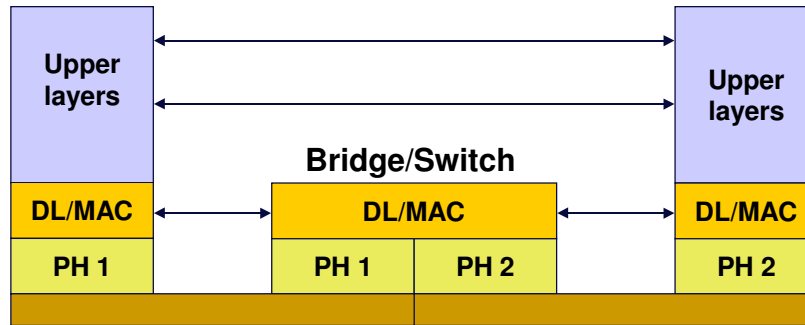 Upper
layers
Upper
layers
Bridge/Switch
DL/MAC
DL/MAC
DL/MAC
PH 1
PH 1
PH 2
PH 2